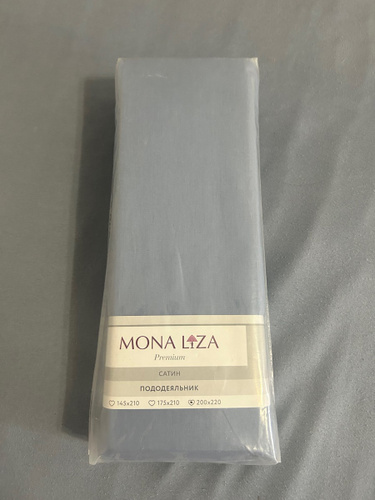 MONA LIZA
Premium
САТИН
ПОДОДЕЯЛЬНИК
145x210 175x210 200x220